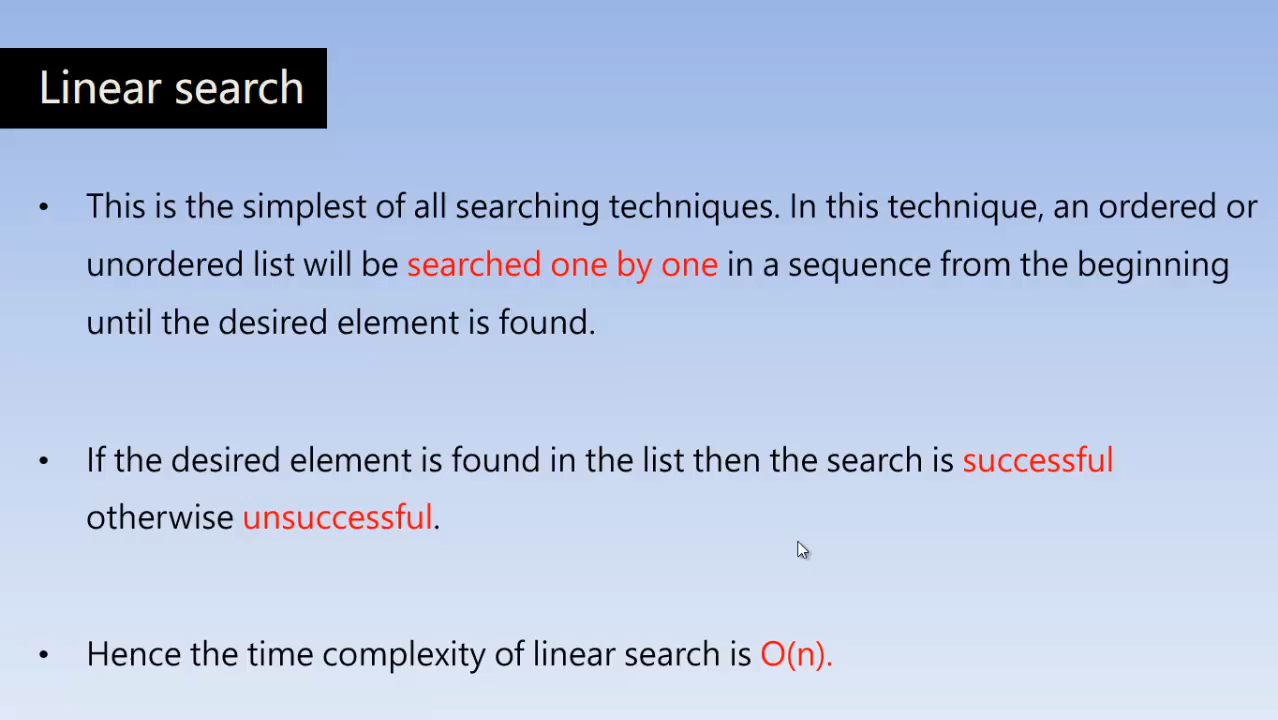 Linear search
• This is the simplest of all searching techniques. In this technique, an ordered or
unordered list will be searched one by one in a sequence from the beginning
until the desired element is found.
• If the desired element is found in the list then the search is successful
otherwise unsuccessful.
• Hence the time complexity of linear search is O(n).